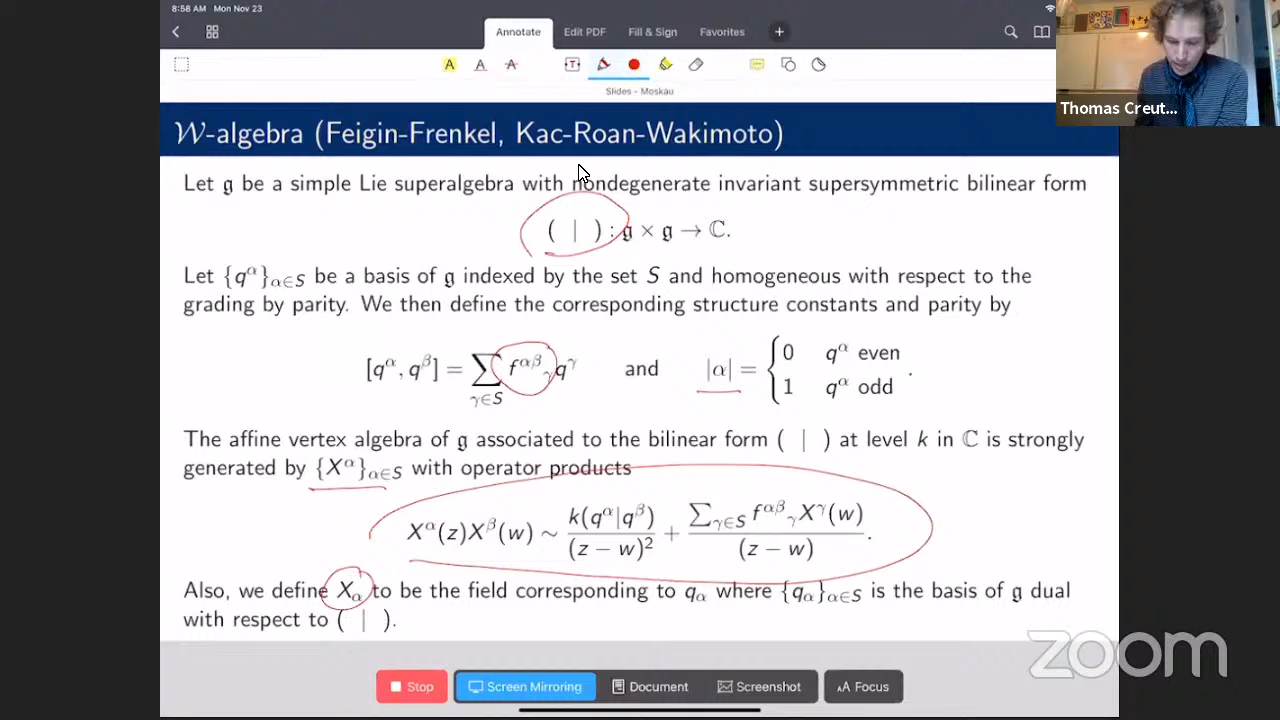 8:56 AM Mon Nov 23
Annotate Edit PDF Fill & Sign Favorites +
A A A T
Slides - Moskau
Thomas Creut...
𝒲-algebra (Feigin-Frenkel, Kac-Roan-Wakimoto)
Let 𝔤 be a simple Lie superalgebra with nondegenerate invariant supersymmetric bilinear form
( | ) : 𝔤 × 𝔤 → ℂ.
Let {q^α}_{α∈S} be a basis of 𝔤 indexed by the set S and homogeneous with respect to the
grading by parity. We then define the corresponding structure constants and parity by
[q^α, q^β] = ∑_{γ∈S} f^{αβ}_γ q^γ and |α| = { 0 q^α even
1 q^α odd .
The affine vertex algebra of 𝔤 associated to the bilinear form ( | ) at level k in ℂ is strongly
generated by {X^α}_{α∈S} with operator products
X^α(z)X^β(w) ∼ k(q^α|q^β)/(z − w)^2 + ∑_{γ∈S} f^{αβ}_γ X^γ(w)/(z − w).
Also, we define X_α to be the field corresponding to q_α where {q_α}_{α∈S} is the basis of 𝔤 dual
with respect to ( | ).
zoom
Stop Screen Mirroring Document Screenshot Focus